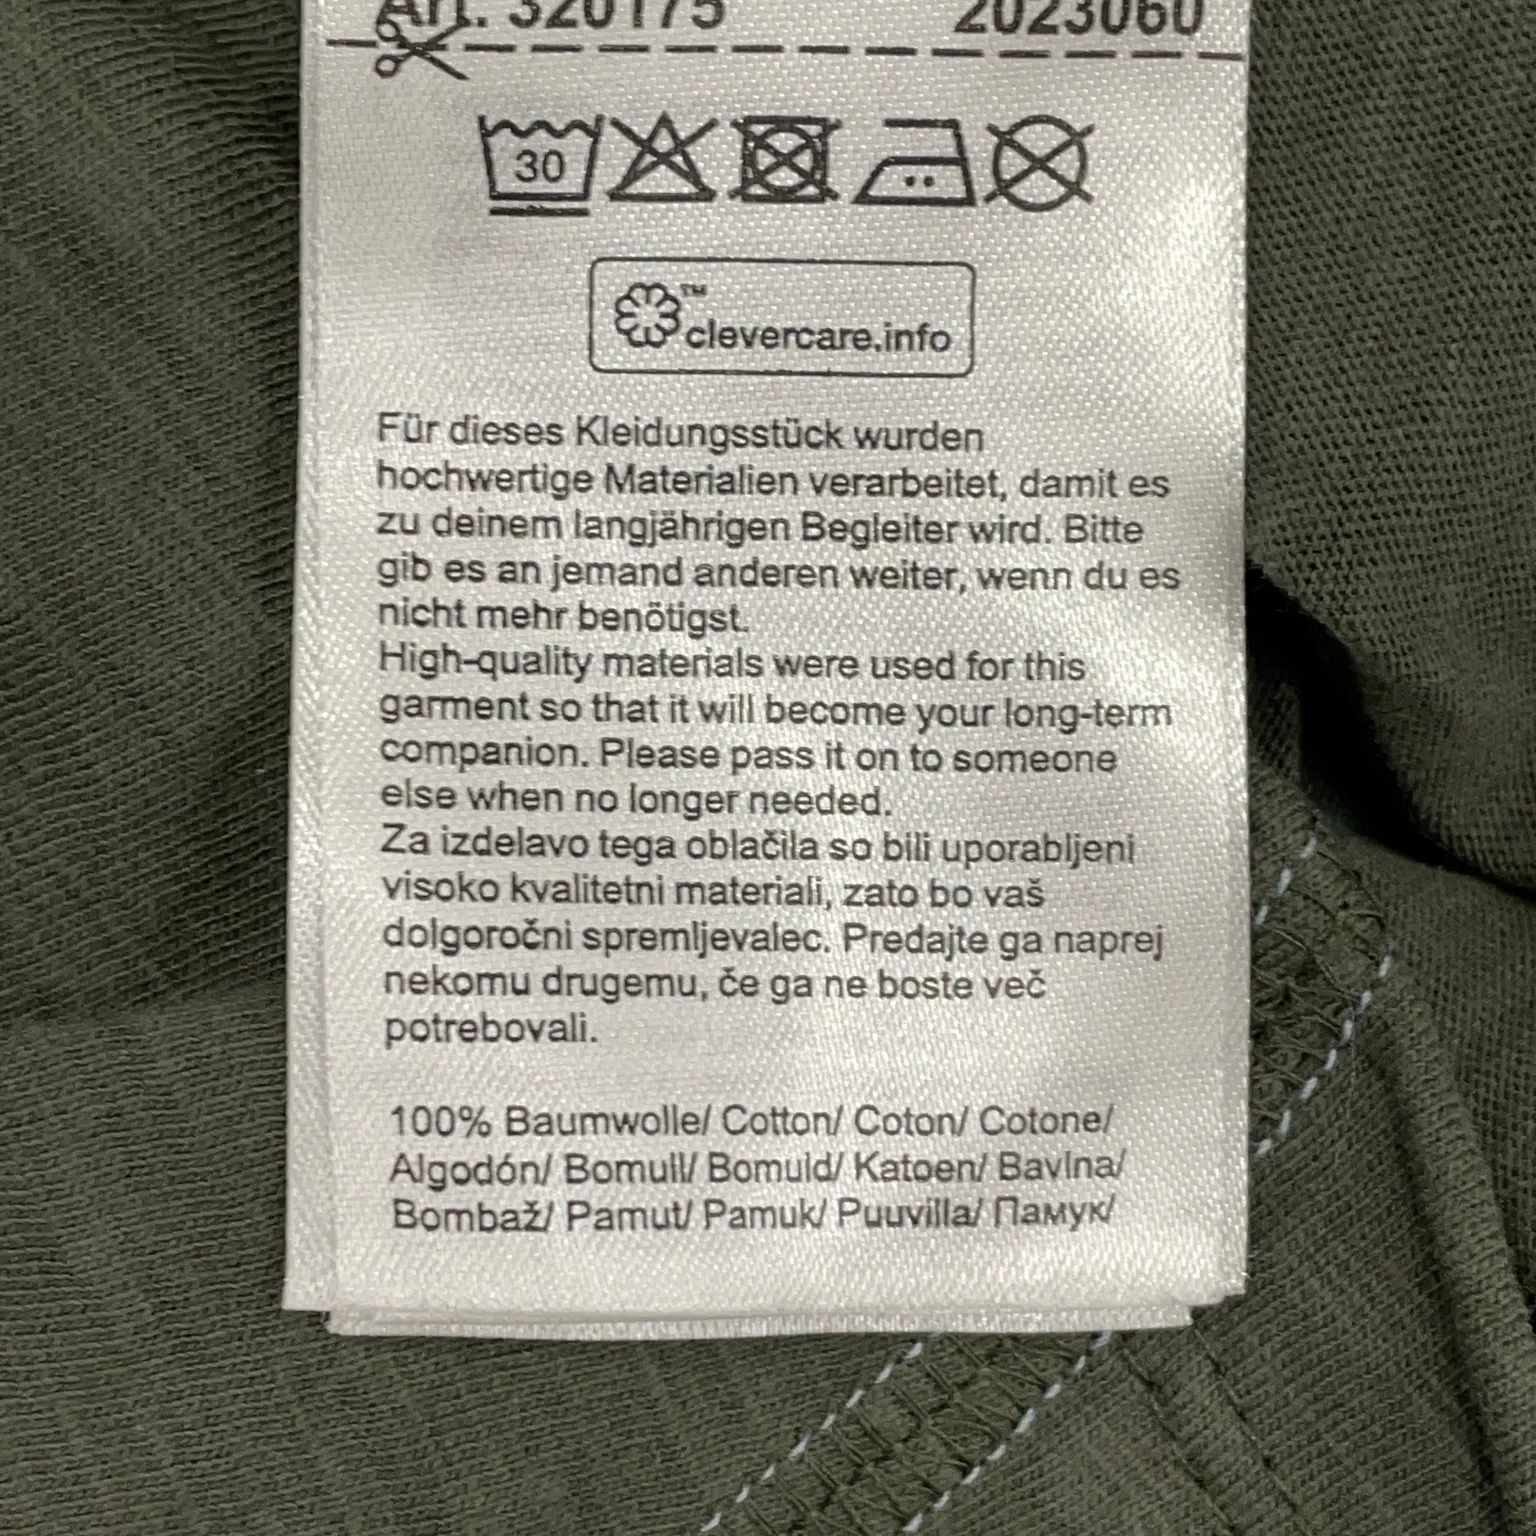 Art. 320175 2023060
30
™
clevercare.info
Für dieses Kleidungsstück wurden
hochwertige Materialien verarbeitet, damit es
zu deinem langjährigen Begleiter wird. Bitte
gib es an jemand anderen weiter, wenn du es
nicht mehr benötigst.
High-quality materials were used for this
garment so that it will become your long-term
companion. Please pass it on to someone
else when no longer needed.
Za izdelavo tega oblačila so bili uporabljeni
visoko kvalitetni materiali, zato bo vaš
dolgoročni spremljevalec. Predajte ga naprej
nekomu drugemu, če ga ne boste več
potrebovali.
100% Baumwolle/ Cotton/ Coton/ Cotone/
Algodón/ Bomull/ Bomuld/ Katoen/ Bavlna/
Bombaž/ Pamut/ Pamuk/ Puuvilla/ Памук/